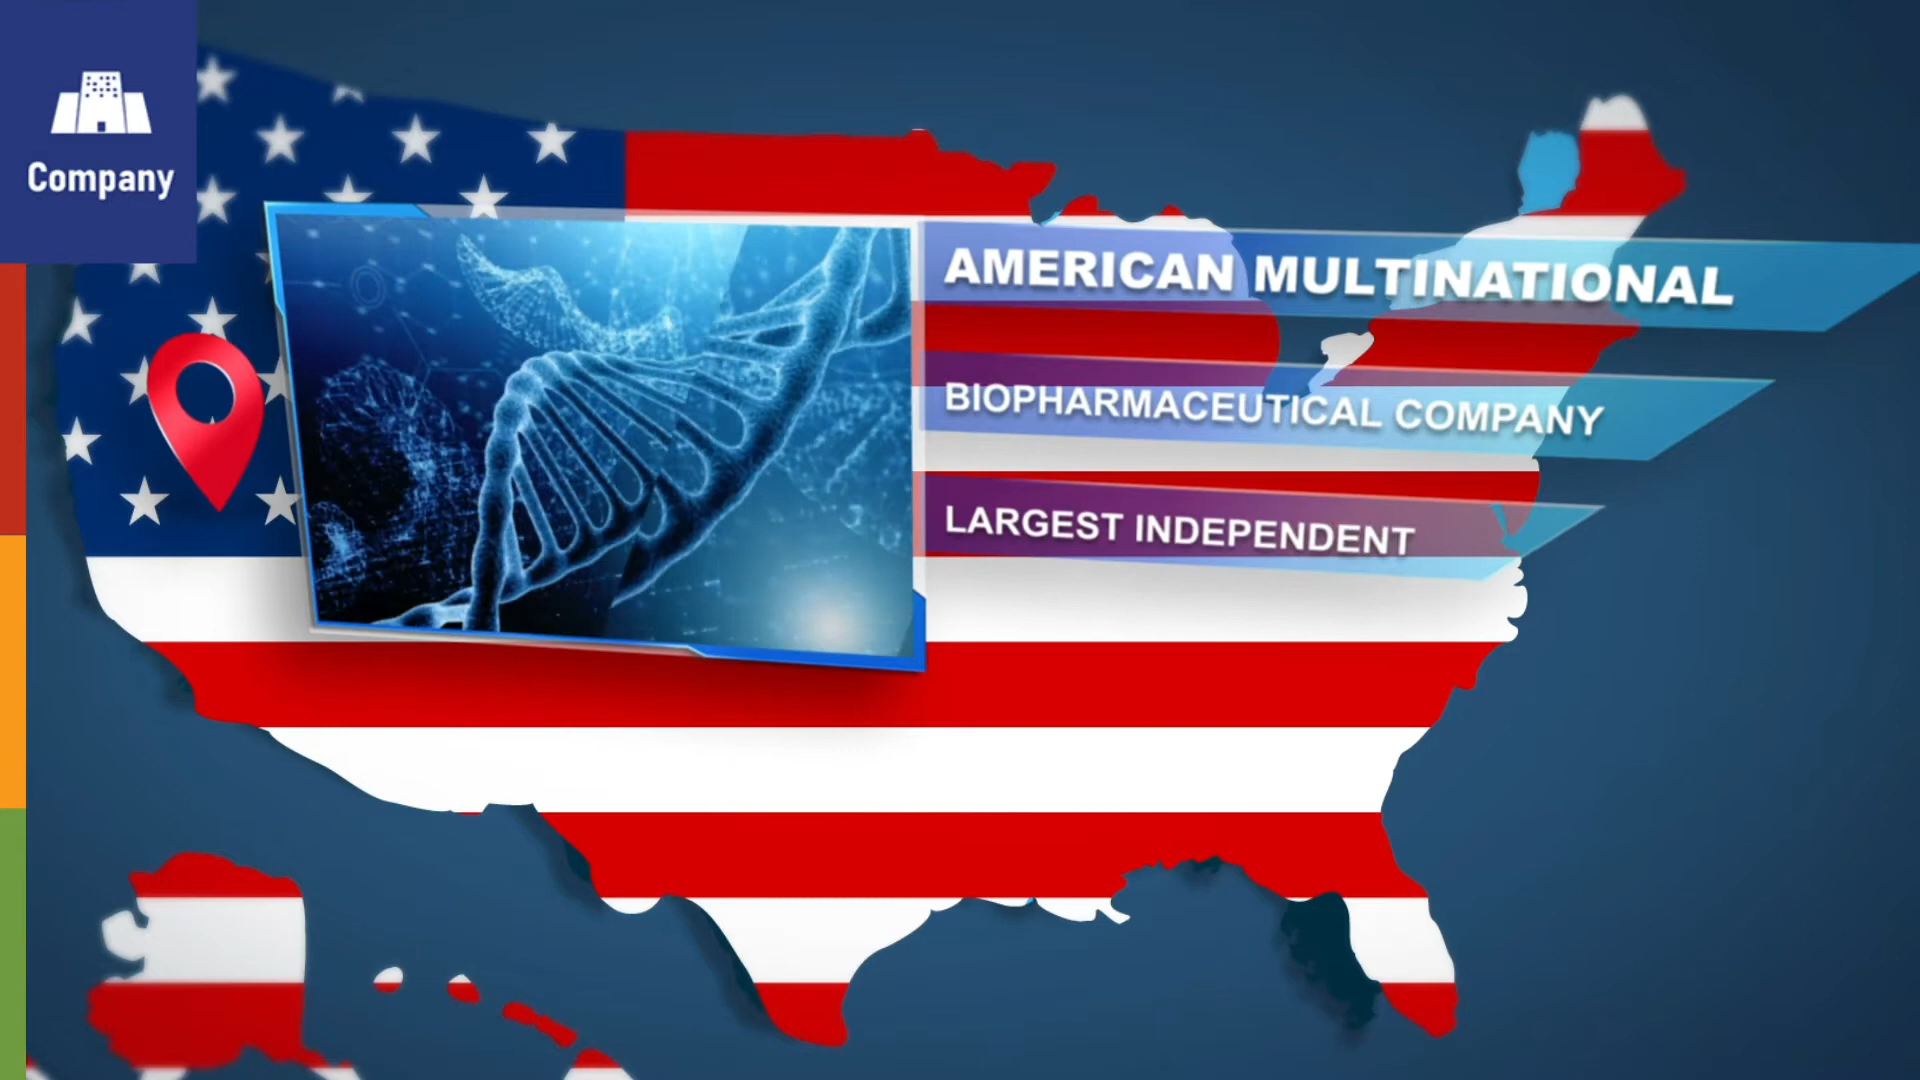 Company
AMERICAN MULTINATIONAL
BIOPHARMACEUTICAL COMPANY
LARGEST INDEPENDENT